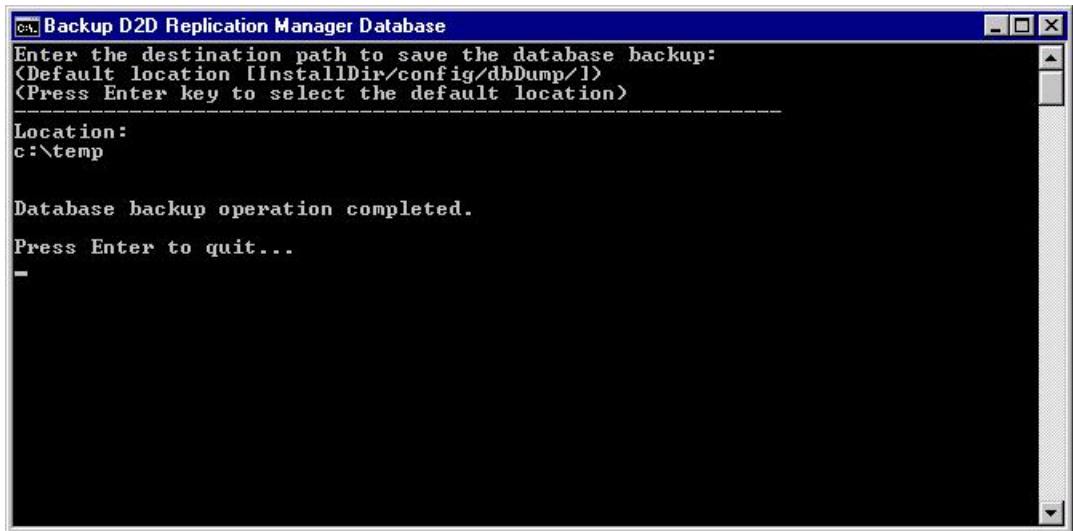 Backup D2D Replication Manager Database
Enter the destination path to save the database backup:
(Default location [InstallDir/config/dbDump/])
(Press Enter key to select the default location)
------------------------------------------------------------
Location:
c:\temp
Database backup operation completed.
Press Enter to quit...